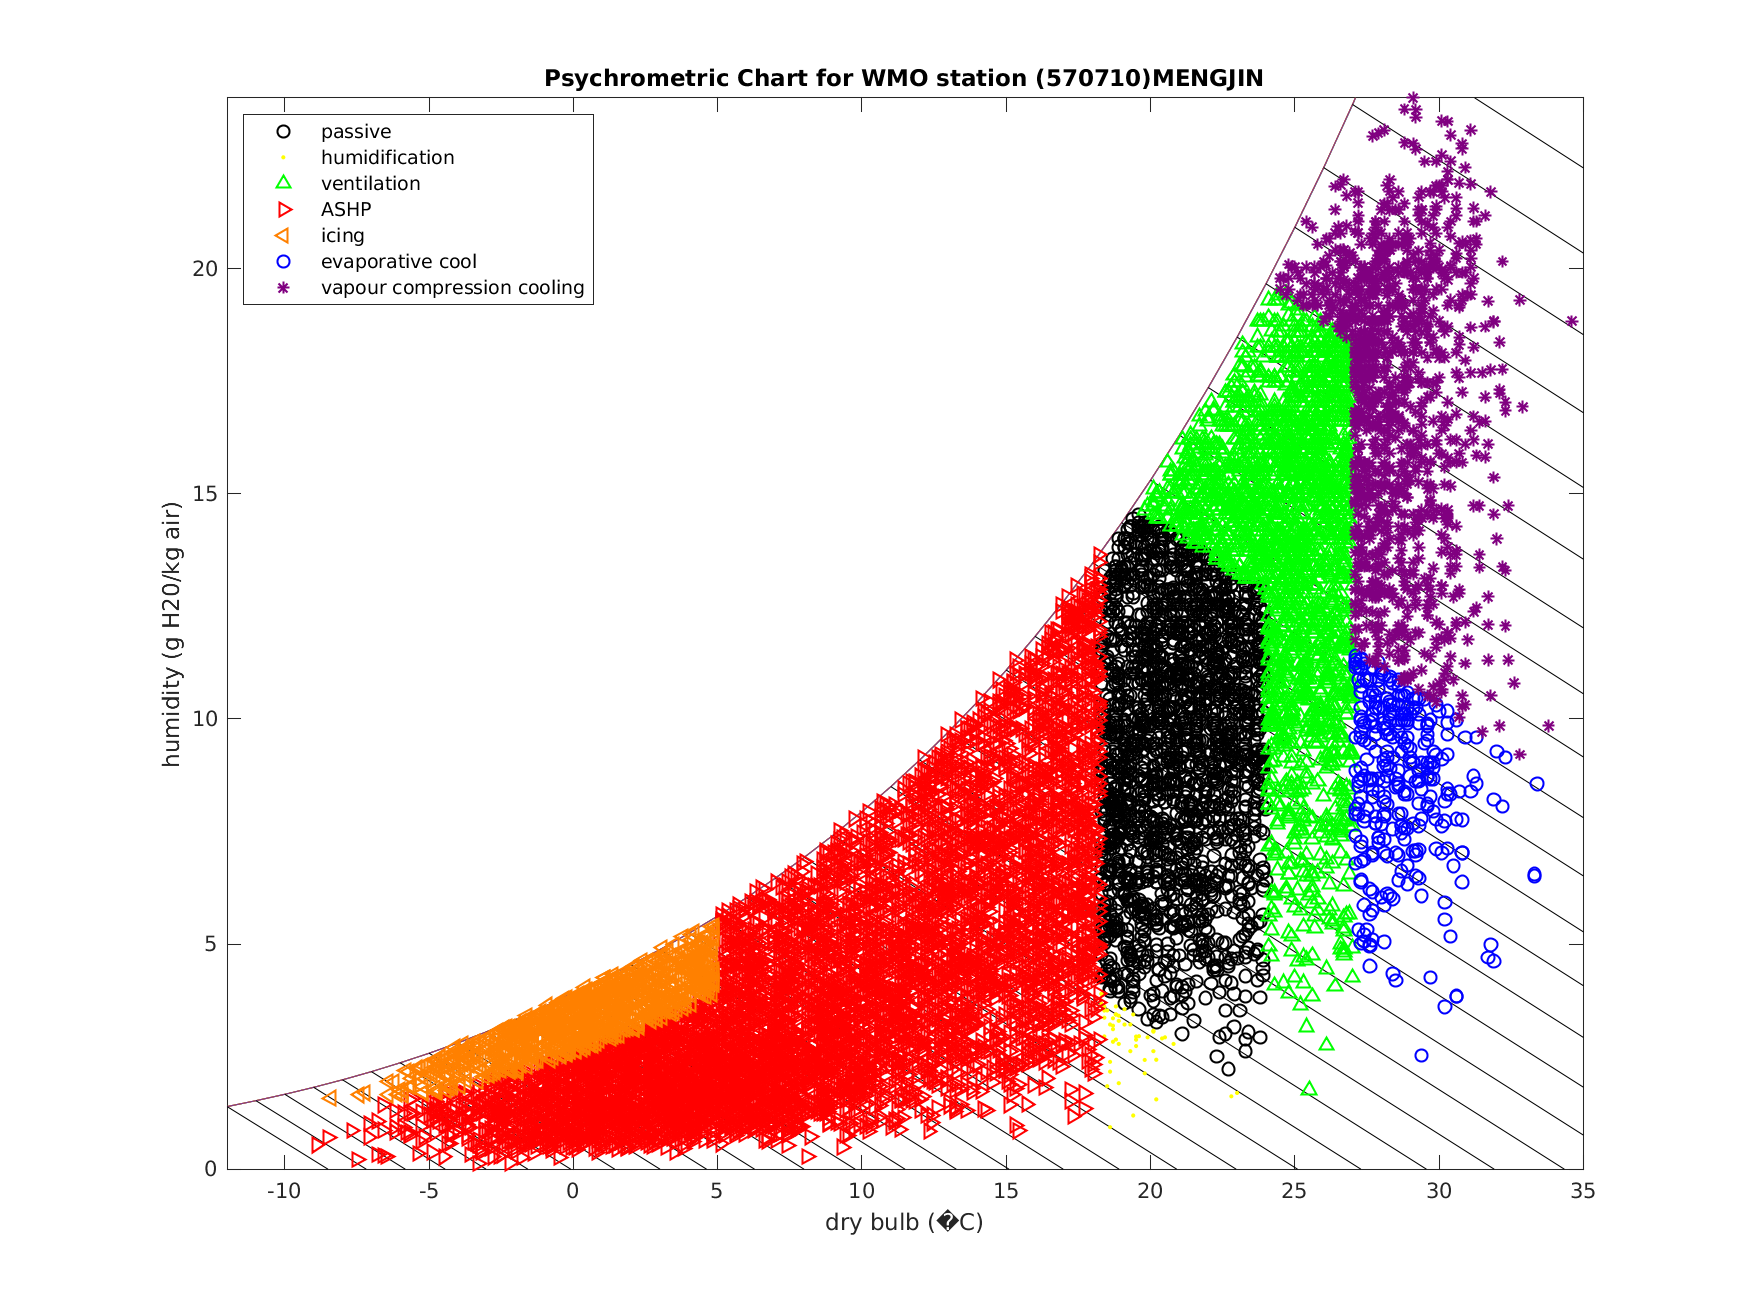 Psychrometric Chart for WMO station (570710)MENGJIN
passive
humidification
ventilation
ASHP
icing
evaporative cool
vapour compression cooling
humidity (g H20/kg air)
20
15
10
5
0
-10 -5 0 5 10 15 20 25 30 35
dry bulb (�C)